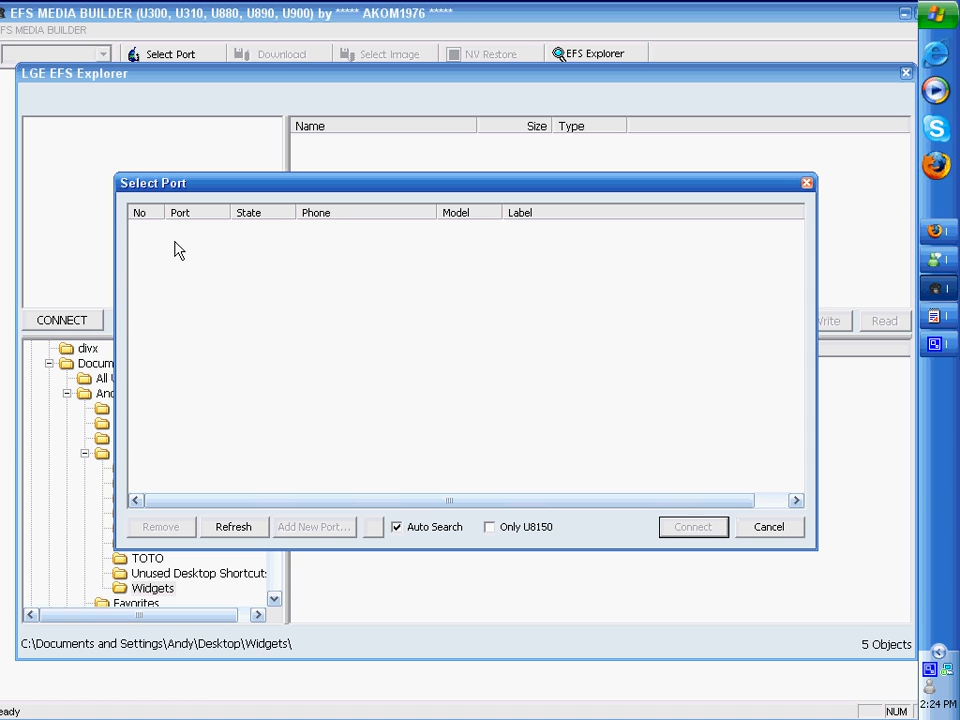 EFS MEDIA BUILDER (U300, U310, U880, U890, U900) by ***** AKOM1976 *****
FS MEDIA BUILDER
Select Port
Download
Select Image
NV Restore
EFS Explorer
LGE EFS Explorer
Name
Size
Type
Select Port
No
Port
State
Phone
Model
Label
CONNECT
Write
Read
divx
Docum
All U
And
Remove
Refresh
Add New Port...
Auto Search
Only U8150
Connect
Cancel
TOTO
Unused Desktop Shortcut:
Widgets
Favorites
C:\Documents and Settings\Andy\Desktop\Widgets\
5 Objects
eady
NUM
2:24 PM